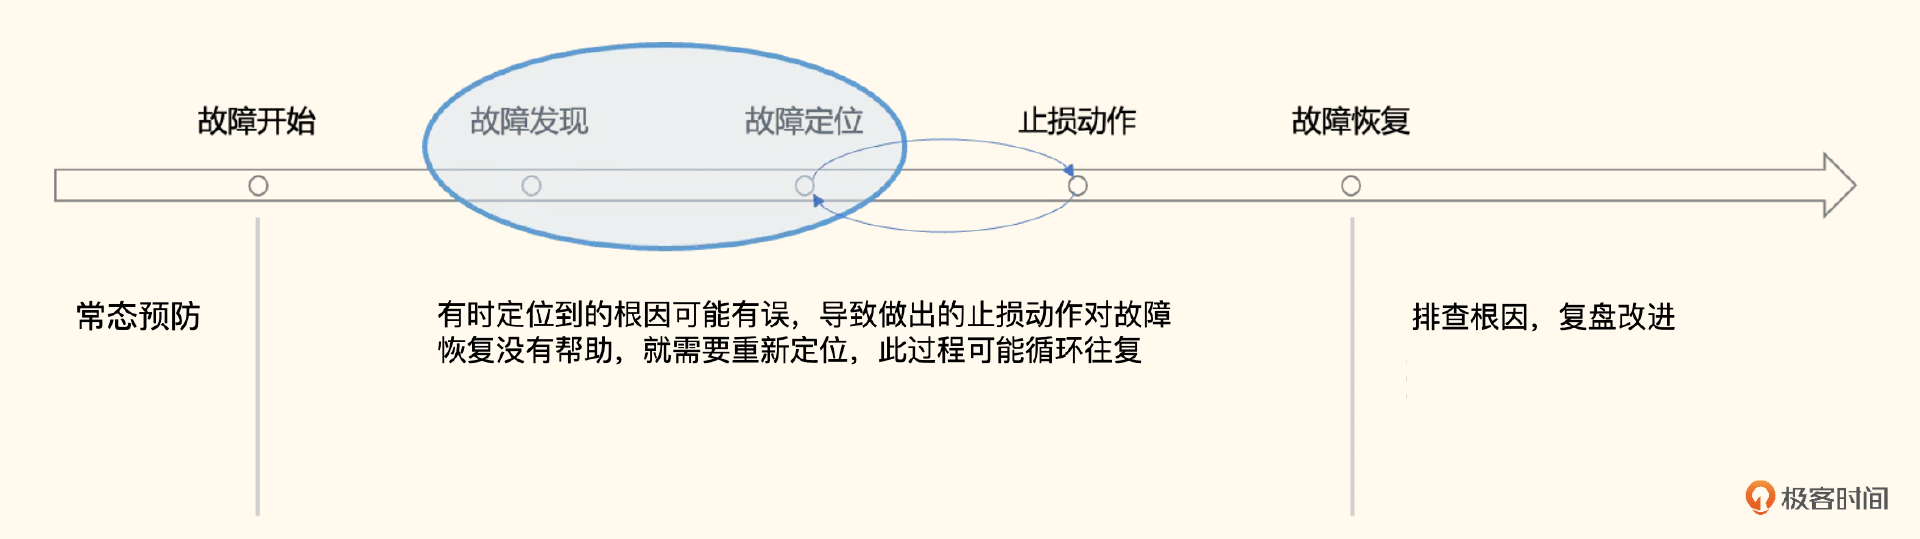 故障开始
故障发现
故障定位
止损动作
故障恢复
常态预防
有时定位到的根因可能有误，导致做出的止损动作对故障
恢复没有帮助，就需要重新定位，此过程可能循环往复
排查根因，复盘改进
极客时间